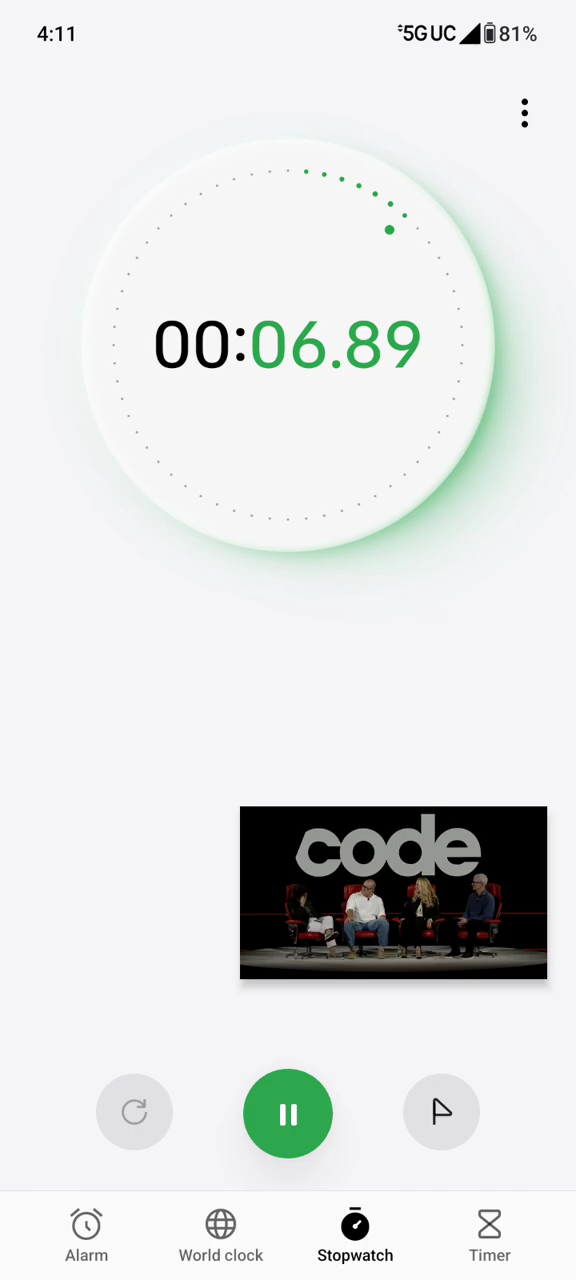 4:11
5G UC 81%
00:06.89
code
Alarm
World clock
Stopwatch
Timer